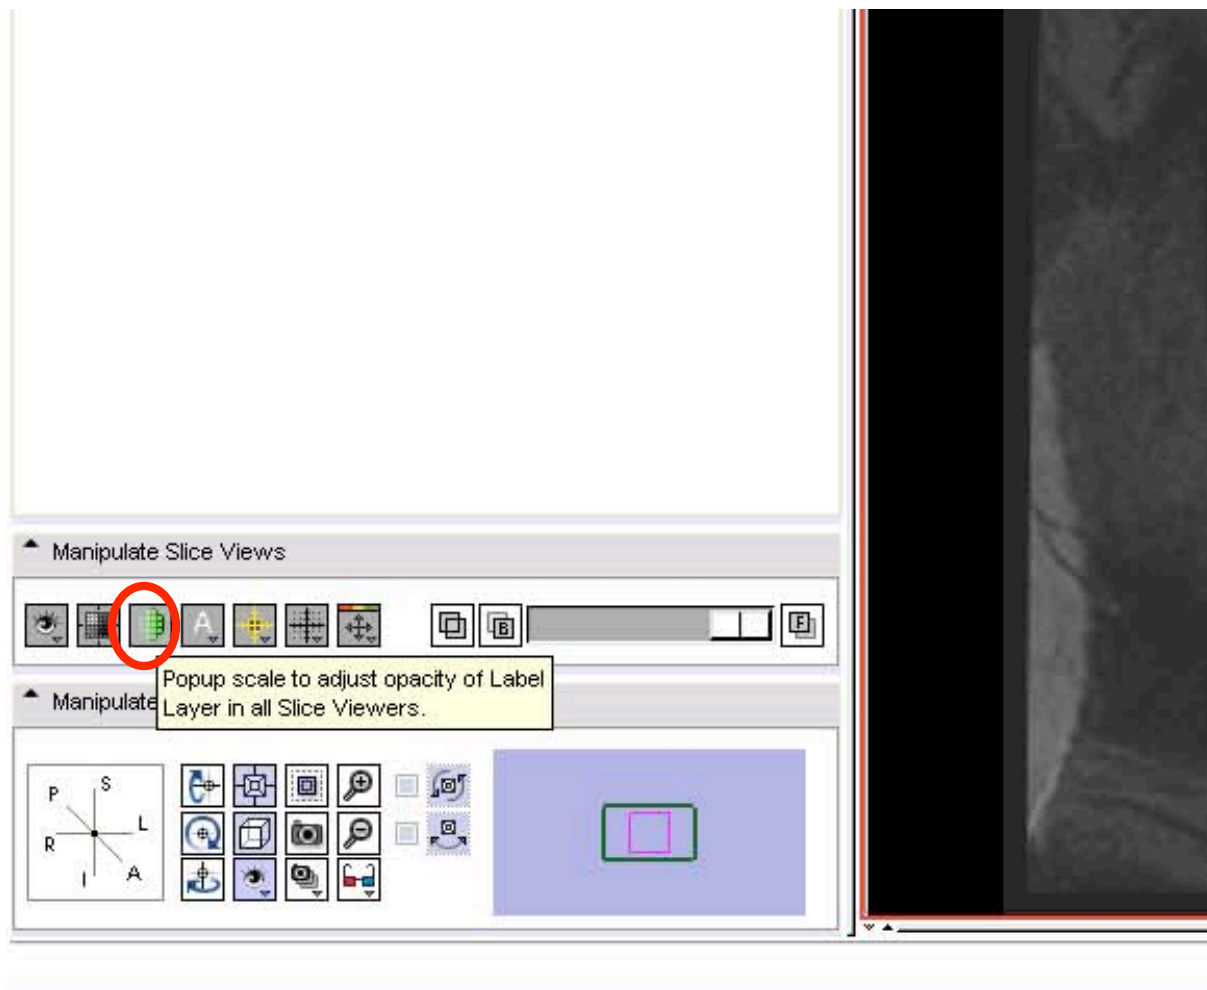 Manipulate Slice Views
A
B
F
Popup scale to adjust opacity of Label
Layer in all Slice Viewers.
Manipulate
P
S
L
R
I
A